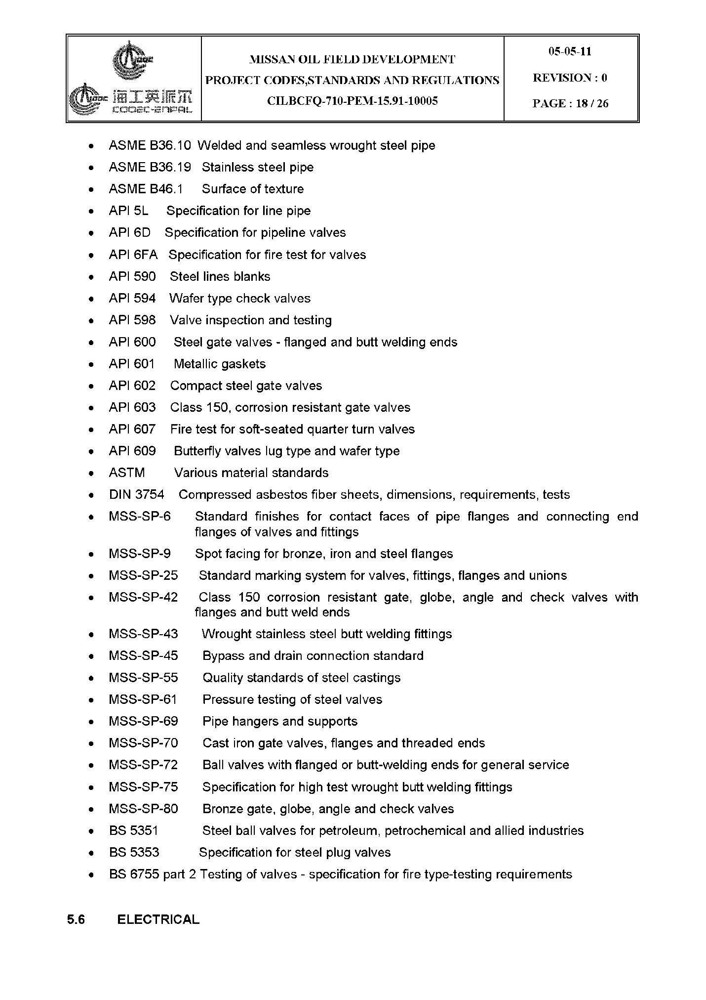 MISSAN OIL FIELD DEVELOPMENT
PROJECT CODES,STANDARDS AND REGULATIONS
CILBCFQ-710-PEM-15.91-10005
05-05-11
REVISION : 0
PAGE : 18 / 26
海工英派尔
COOEC-ENPAL
• ASME B36.10 Welded and seamless wrought steel pipe
• ASME B36.19 Stainless steel pipe
• ASME B46.1 Surface of texture
• API 5L Specification for line pipe
• API 6D Specification for pipeline valves
• API 6FA Specification for fire test for valves
• API 590 Steel lines blanks
• API 594 Wafer type check valves
• API 598 Valve inspection and testing
• API 600 Steel gate valves - flanged and butt welding ends
• API 601 Metallic gaskets
• API 602 Compact steel gate valves
• API 603 Class 150, corrosion resistant gate valves
• API 607 Fire test for soft-seated quarter turn valves
• API 609 Butterfly valves lug type and wafer type
• ASTM Various material standards
• DIN 3754 Compressed asbestos fiber sheets, dimensions, requirements, tests
• MSS-SP-6 Standard finishes for contact faces of pipe flanges and connecting end
flanges of valves and fittings
• MSS-SP-9 Spot facing for bronze, iron and steel flanges
• MSS-SP-25 Standard marking system for valves, fittings, flanges and unions
• MSS-SP-42 Class 150 corrosion resistant gate, globe, angle and check valves with
flanges and butt weld ends
• MSS-SP-43 Wrought stainless steel butt welding fittings
• MSS-SP-45 Bypass and drain connection standard
• MSS-SP-55 Quality standards of steel castings
• MSS-SP-61 Pressure testing of steel valves
• MSS-SP-69 Pipe hangers and supports
• MSS-SP-70 Cast iron gate valves, flanges and threaded ends
• MSS-SP-72 Ball valves with flanged or butt-welding ends for general service
• MSS-SP-75 Specification for high test wrought butt welding fittings
• MSS-SP-80 Bronze gate, globe, angle and check valves
• BS 5351 Steel ball valves for petroleum, petrochemical and allied industries
• BS 5353 Specification for steel plug valves
• BS 6755 part 2 Testing of valves - specification for fire type-testing requirements
5.6 ELECTRICAL